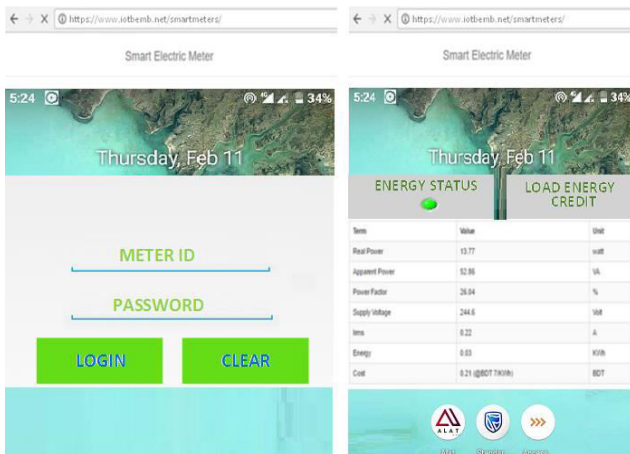 https://www.iotbemb.net/smartmeters/
Smart Electric Meter
5:24 4G 34%
Thursday, Feb 11
METER ID
PASSWORD
LOGIN CLEAR
https://www.iotbemb.net/smartmeters/
Smart Electric Meter
5:24 4G 34%
Thursday, Feb 11
ENERGY STATUS LOAD ENERGY
CREDIT
Term Value Unit
Real Power 13.77 watt
Apparent Power 52.86 VA
Power Factor 26.04 %
Supply Voltage 244.6 Volt
Irms 0.22 A
Energy 0.03 KWh
Cost 0.21 (@BDT 7/KWh) BDT
ALAT